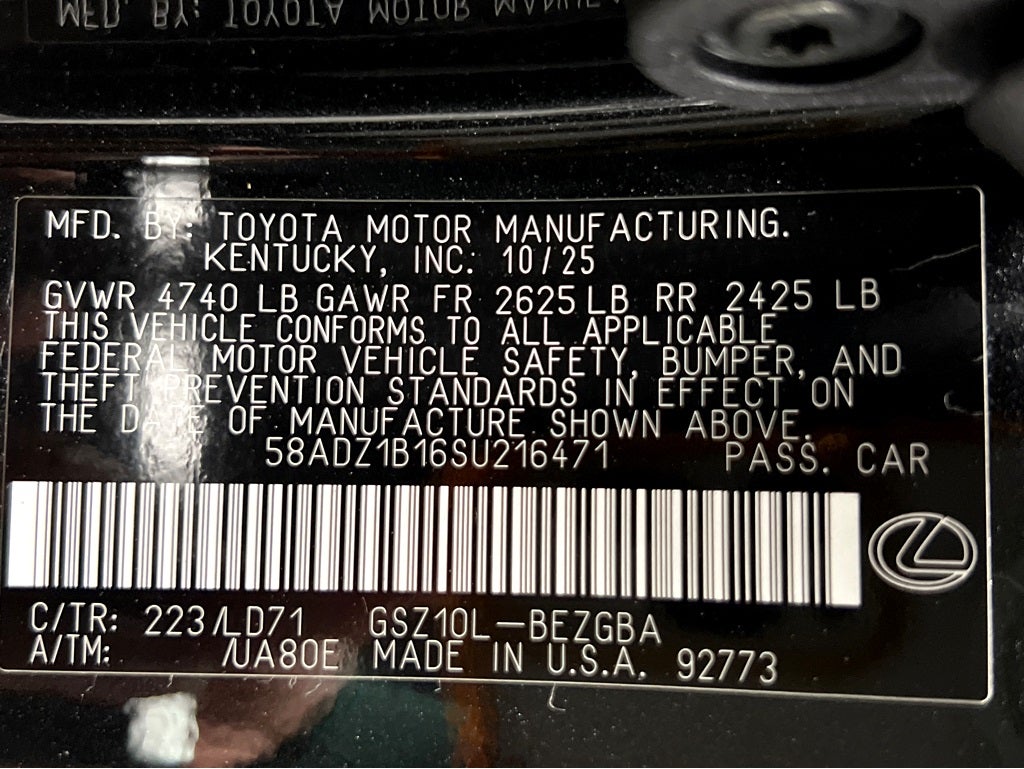 MFD. BY: TOYOTA MOTOR MANUFACTURING.
KENTUCKY, INC: 10/25
GVWR 4740 LB GAWR FR 2625 LB RR 2425 LB
THIS VEHICLE CONFORMS TO ALL APPLICABLE
FEDERAL MOTOR VEHICLE SAFETY, BUMPER, AND
THEFT PREVENTION STANDARDS IN EFFECT ON
THE DATE OF MANUFACTURE SHOWN ABOVE.
58ADZ1B16SU216471 PASS. CAR
C/TR: 223/LD71 GSZ10L-BEZGBA
A/TM: /UA80E MADE IN U.S.A. 92773